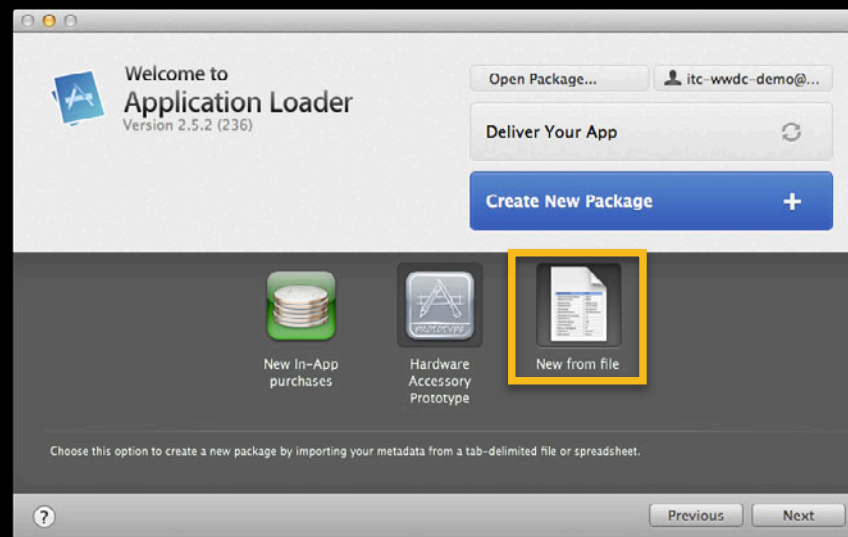 Welcome to
Application Loader
Version 2.5.2 (236)
Open Package...
itc-wwdc-demo@...
Deliver Your App
Create New Package
+
New In-App
purchases
PROTOTYPE
Hardware
Accessory
Prototype
New from file
Choose this option to create a new package by importing your metadata from a tab-delimited file or spreadsheet.
?
Previous
Next